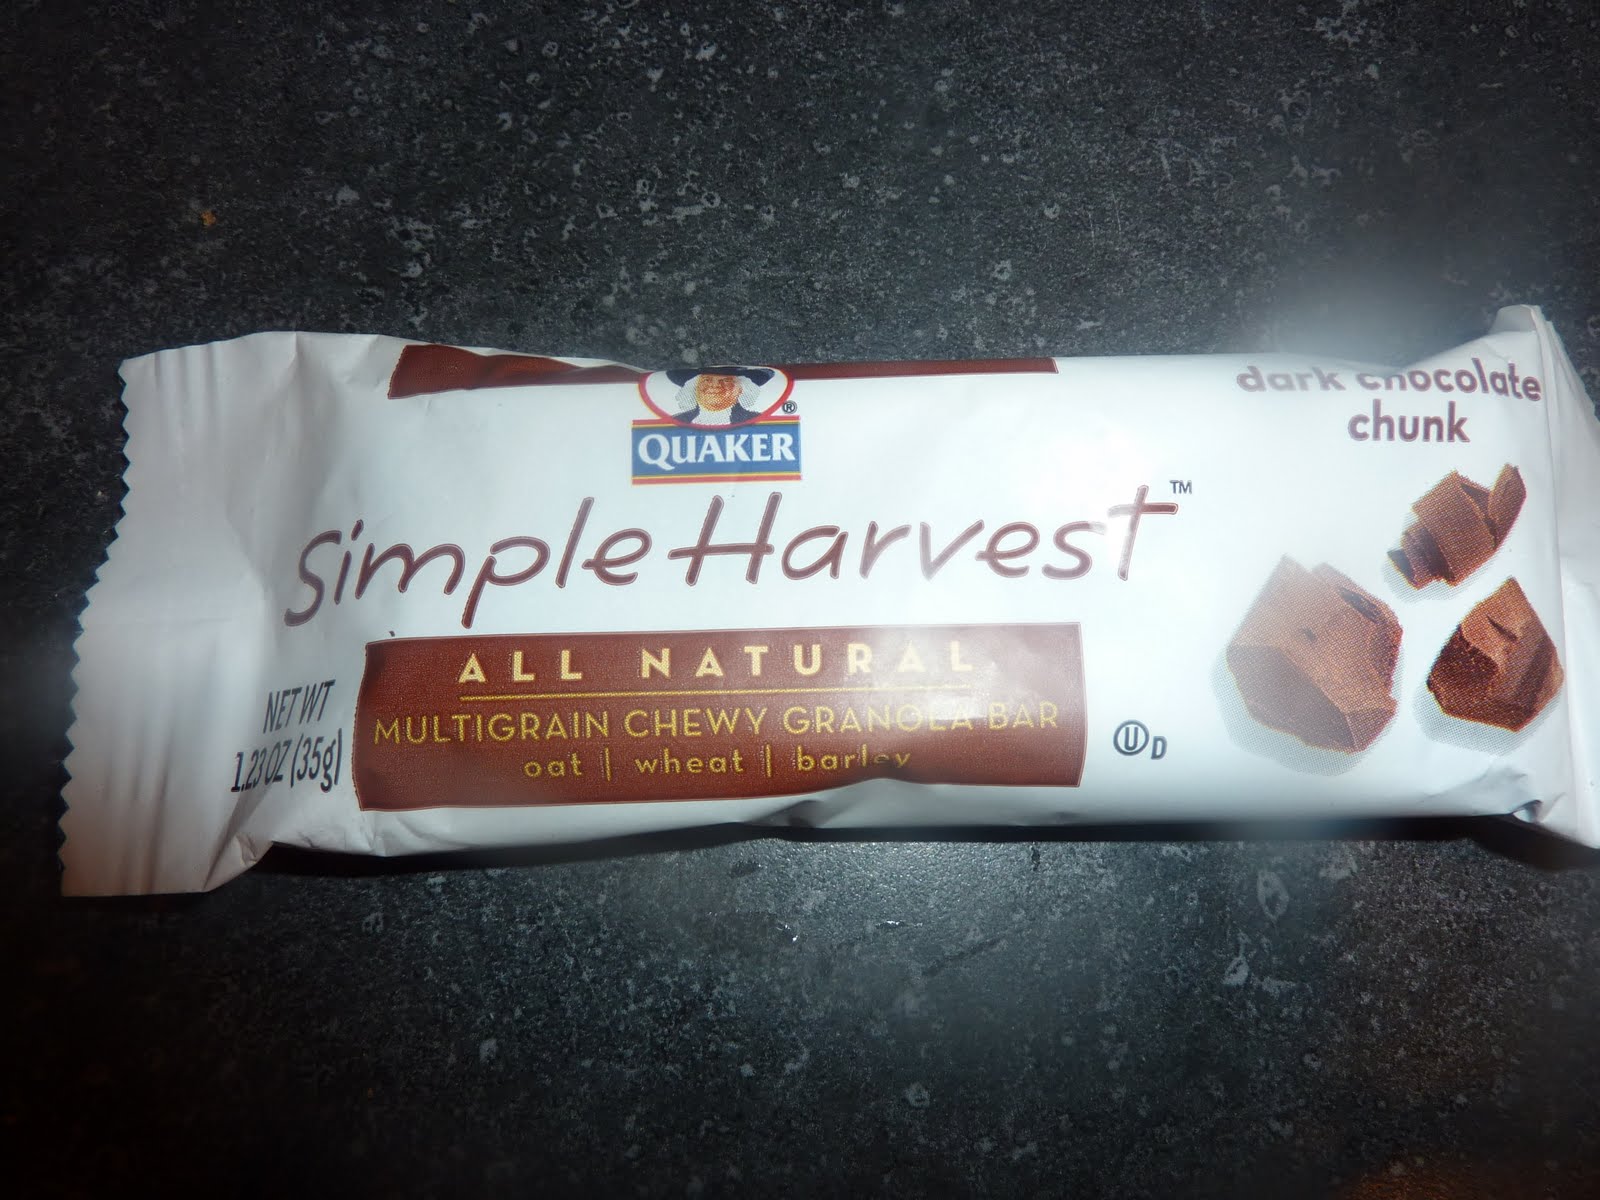 QUAKER®
Simple Harvest™
dark chocolate
chunk
ALL NATURAL
MULTIGRAIN CHEWY GRANOLA BAR
oat | wheat | barley
NET WT
1.23 OZ (35g)
U D